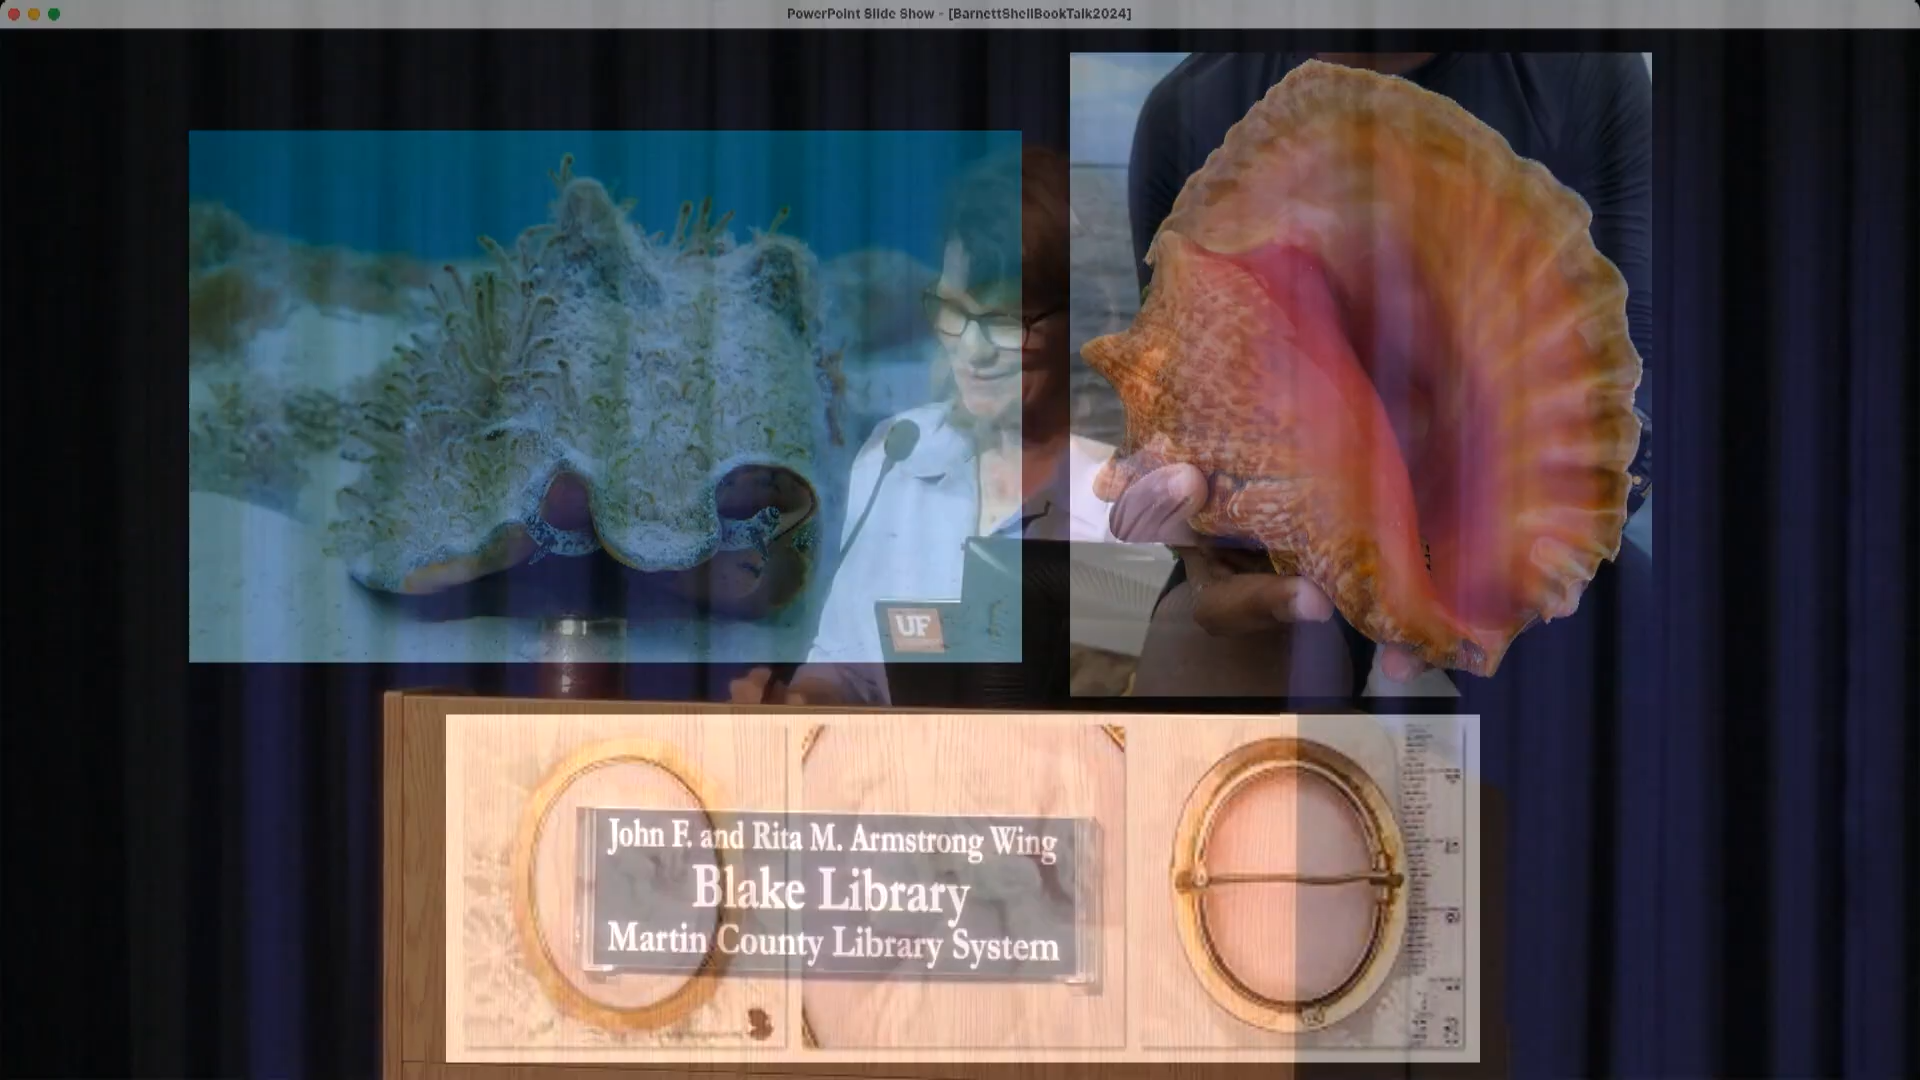 PowerPoint Slide Show - [BarnettShellBookTalk2024]
UF
John F. and Rita M. Armstrong Wing
Blake Library
Martin County Library System